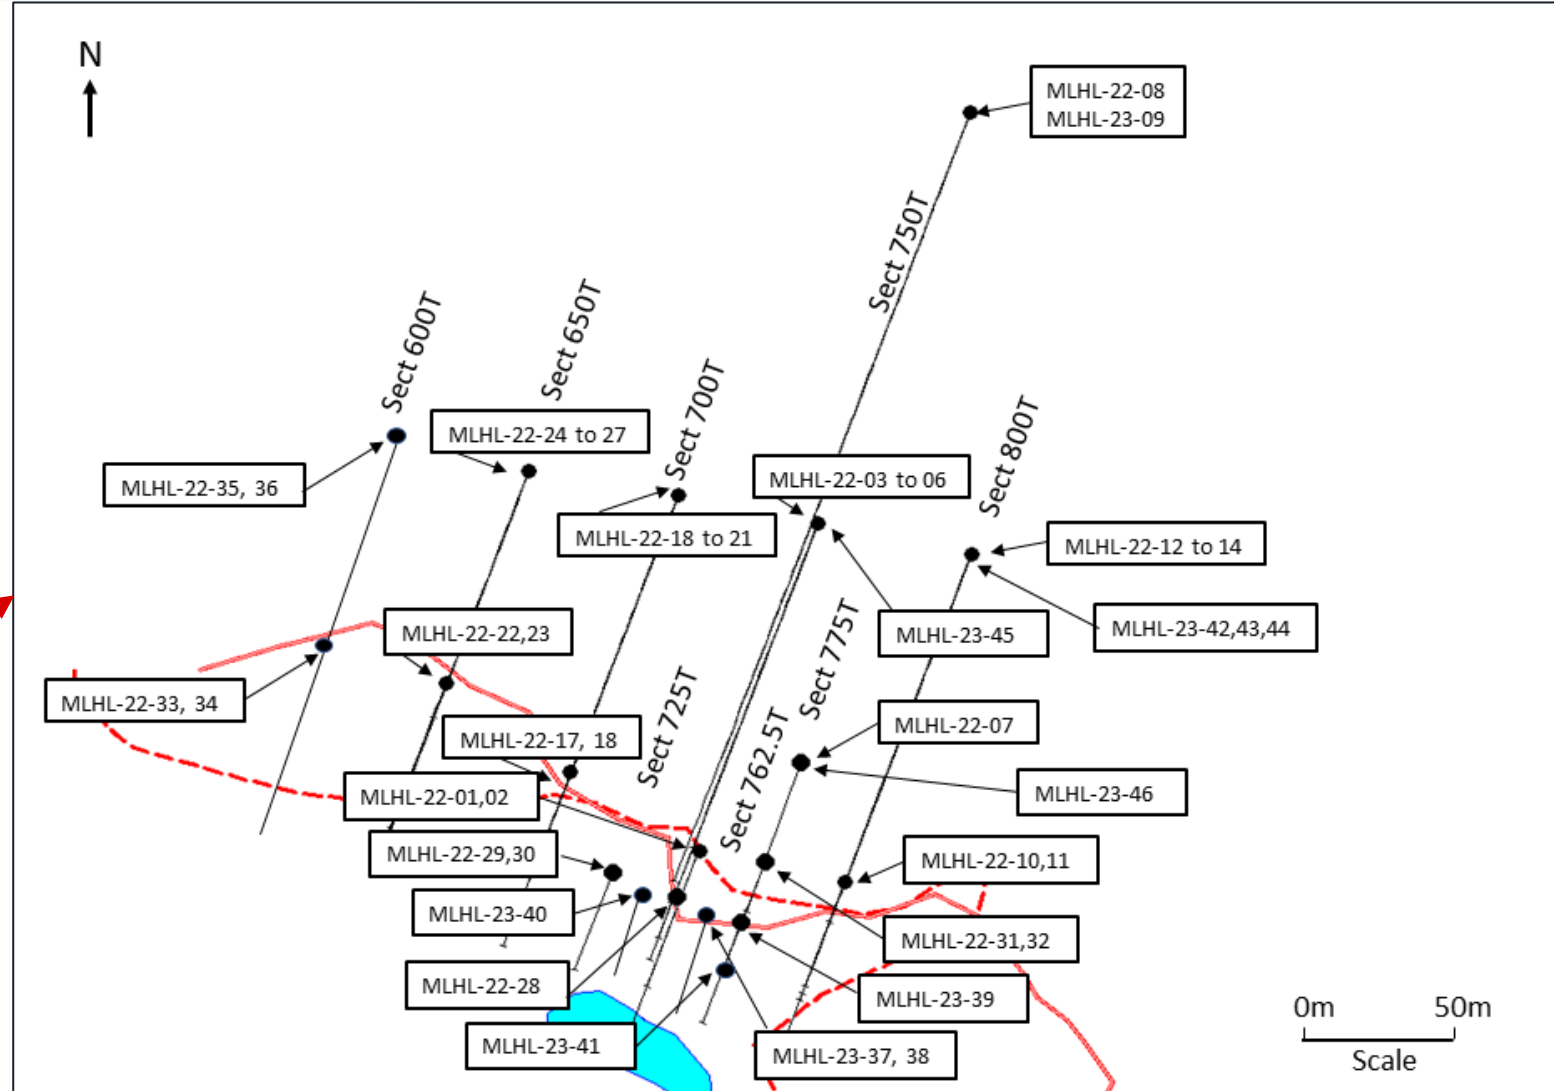 N
MLHL-22-08
MLHL-23-09
Sect 750T
Sect 650T
Sect 600T
Sect 700T
Sect 800T
MLHL-22-24 to 27
MLHL-22-35, 36
MLHL-22-03 to 06
MLHL-22-18 to 21
MLHL-22-12 to 14
MLHL-22-22,23
MLHL-23-45
MLHL-23-42,43,44
Sect 775T
MLHL-22-33, 34
Sect 725T
MLHL-22-17, 18
MLHL-22-07
Sect 762.5T
MLHL-22-01,02
MLHL-23-46
MLHL-22-29,30
MLHL-22-10,11
MLHL-23-40
MLHL-22-31,32
MLHL-22-28
MLHL-23-39
MLHL-23-41
MLHL-23-37, 38
0m 50m
Scale